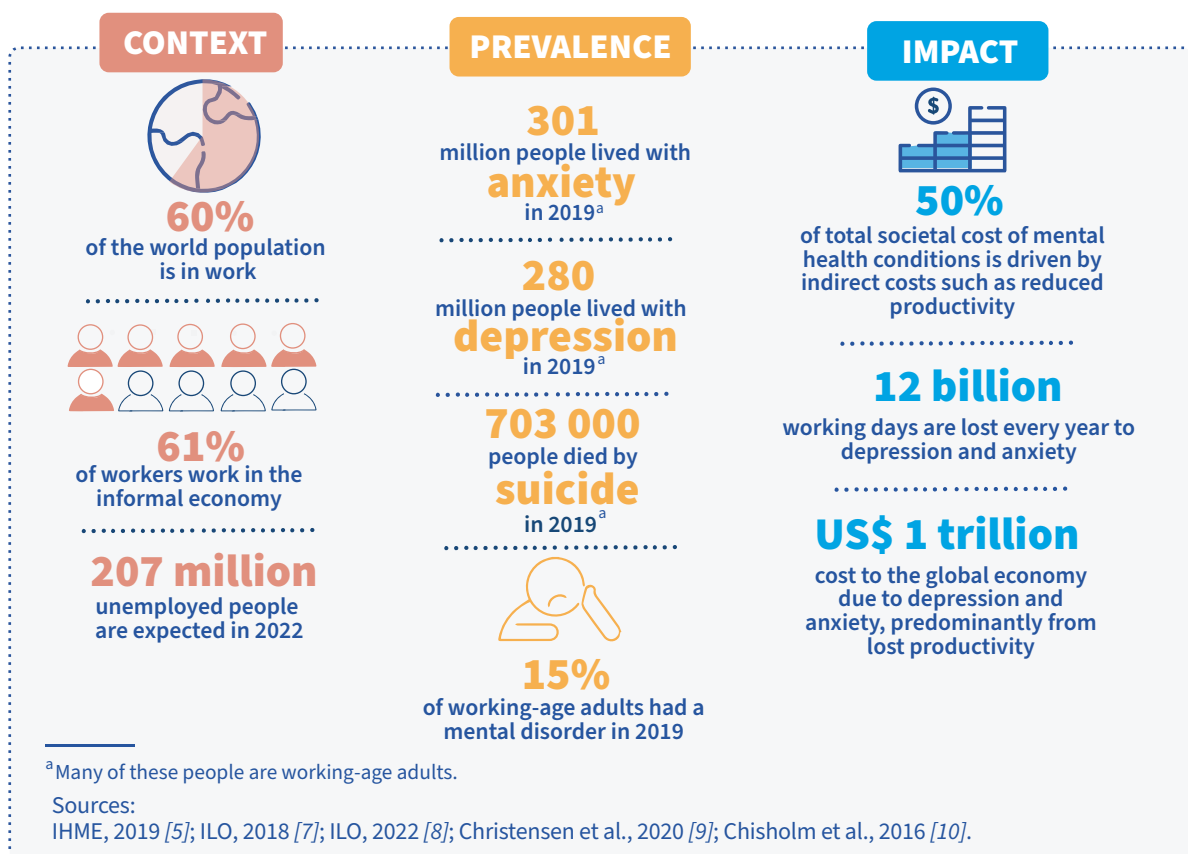 CONTEXT
60%
of the world population
is in work
61%
of workers work in the
informal economy
207 million
unemployed people
are expected in 2022
PREVALENCE
301
million people lived with
anxiety
in 2019a
280
million people lived with
depression
in 2019a
703 000
people died by
suicide
in 2019a
15%
of working-age adults had a
mental disorder in 2019
IMPACT
$
50%
of total societal cost of mental
health conditions is driven by
indirect costs such as reduced
productivity
12 billion
working days are lost every year to
depression and anxiety
US$ 1 trillion
cost to the global economy
due to depression and
anxiety, predominantly from
lost productivity
a Many of these people are working-age adults.
Sources:
IHME, 2019 [5]; ILO, 2018 [7]; ILO, 2022 [8]; Christensen et al., 2020 [9]; Chisholm et al., 2016 [10].